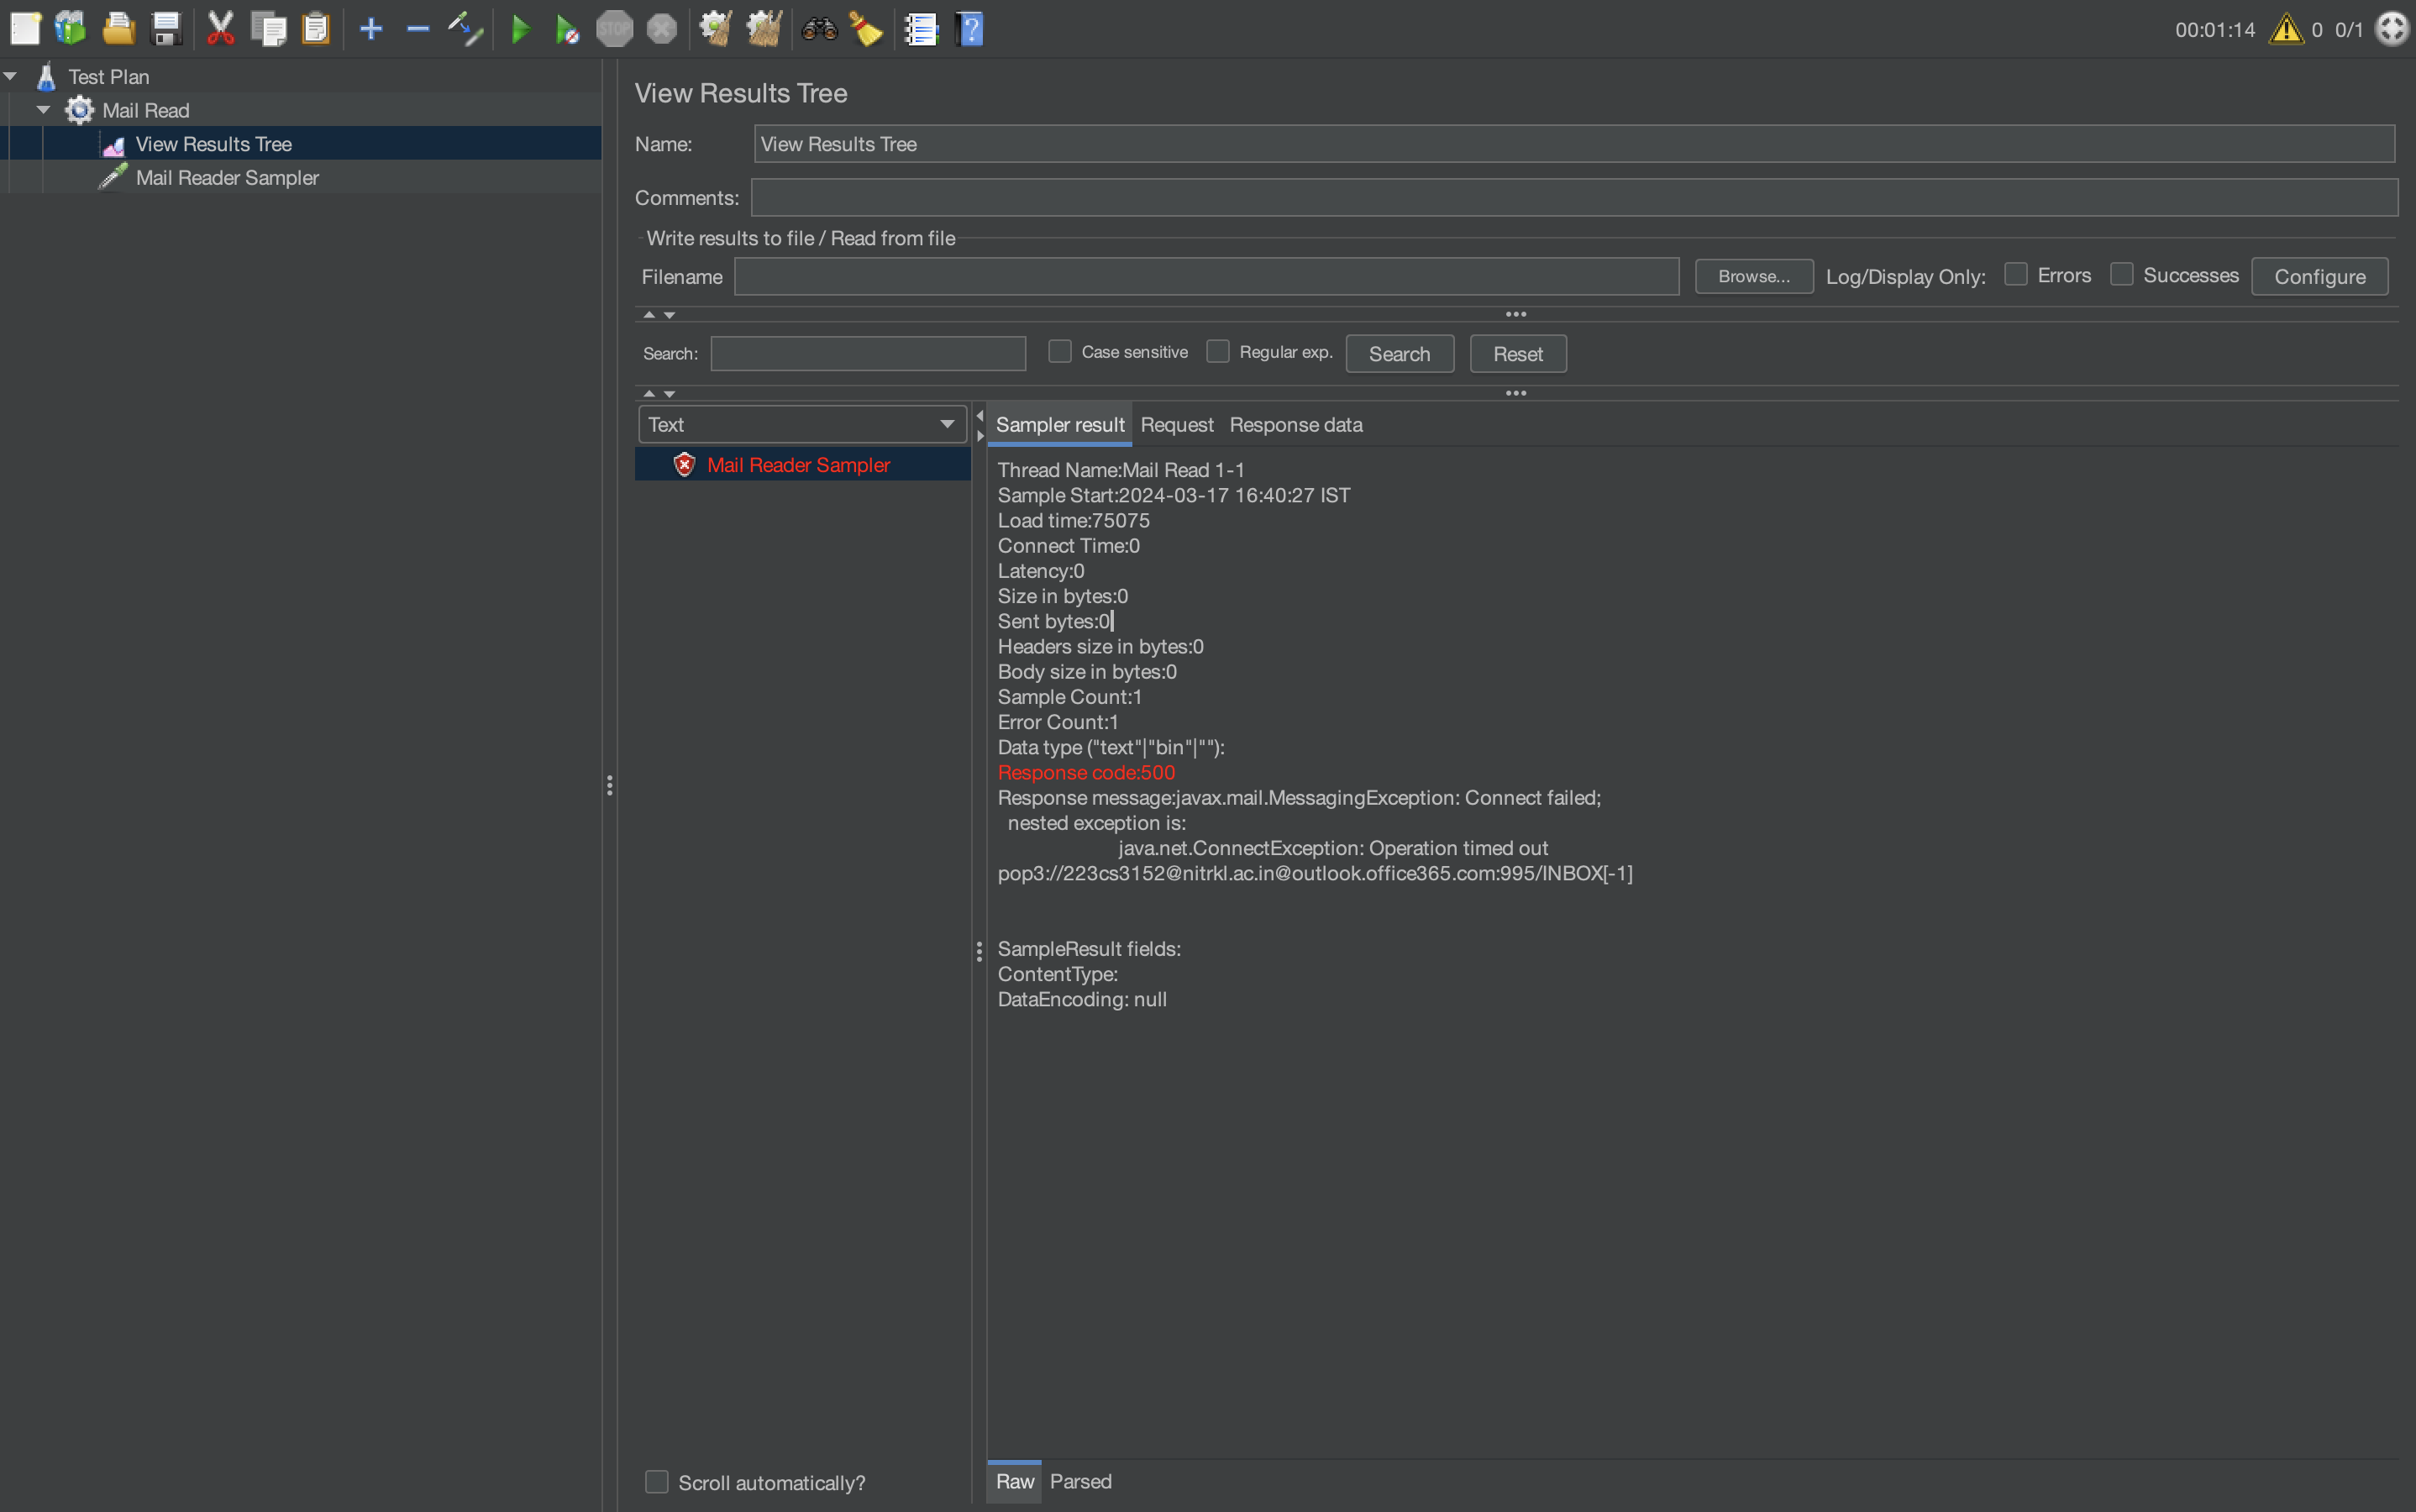 STOP
00:01:14 0 0/1
Test Plan
Mail Read
View Results Tree
Mail Reader Sampler
View Results Tree
Name: View Results Tree
Comments:
Write results to file / Read from file
Filename Browse... Log/Display Only: Errors Successes Configure
Search: Case sensitive Regular exp. Search Reset
Text
Mail Reader Sampler
Sampler result Request Response data
Thread Name:Mail Read 1-1
Sample Start:2024-03-17 16:40:27 IST
Load time:75075
Connect Time:0
Latency:0
Size in bytes:0
Sent bytes:0
Headers size in bytes:0
Body size in bytes:0
Sample Count:1
Error Count:1
Data type ("text"|"bin"|""):
Response code:500
Response message:javax.mail.MessagingException: Connect failed;
nested exception is:
java.net.ConnectException: Operation timed out
pop3://223cs3152@nitrkl.ac.in@outlook.office365.com:995/INBOX[-1]
SampleResult fields:
ContentType:
DataEncoding: null
Scroll automatically?
Raw Parsed